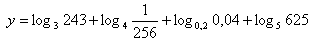 y = log₃ 243 + log₄ 1/256 + log₀,₂ 0,04 + log₅ 625